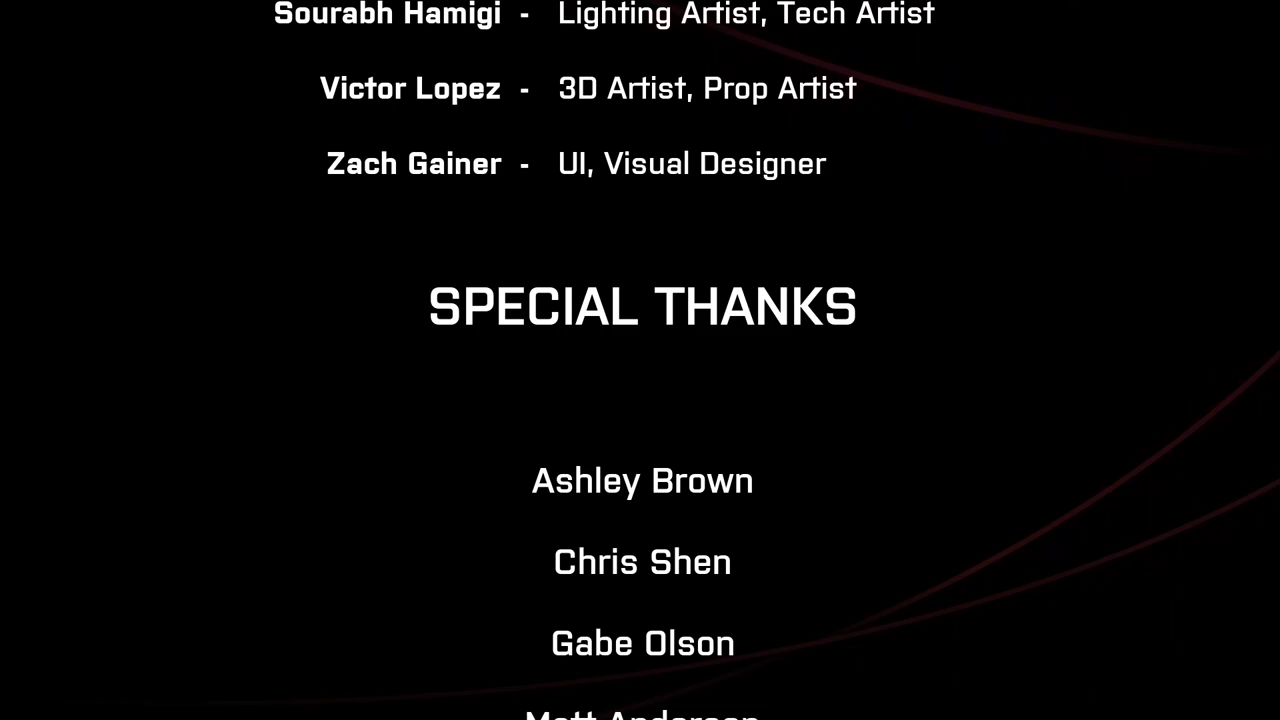 Sourabh Hamigi - Lighting Artist, Tech Artist
Victor Lopez - 3D Artist, Prop Artist
Zach Gainer - UI, Visual Designer
SPECIAL THANKS
Ashley Brown
Chris Shen
Gabe Olson
Matt